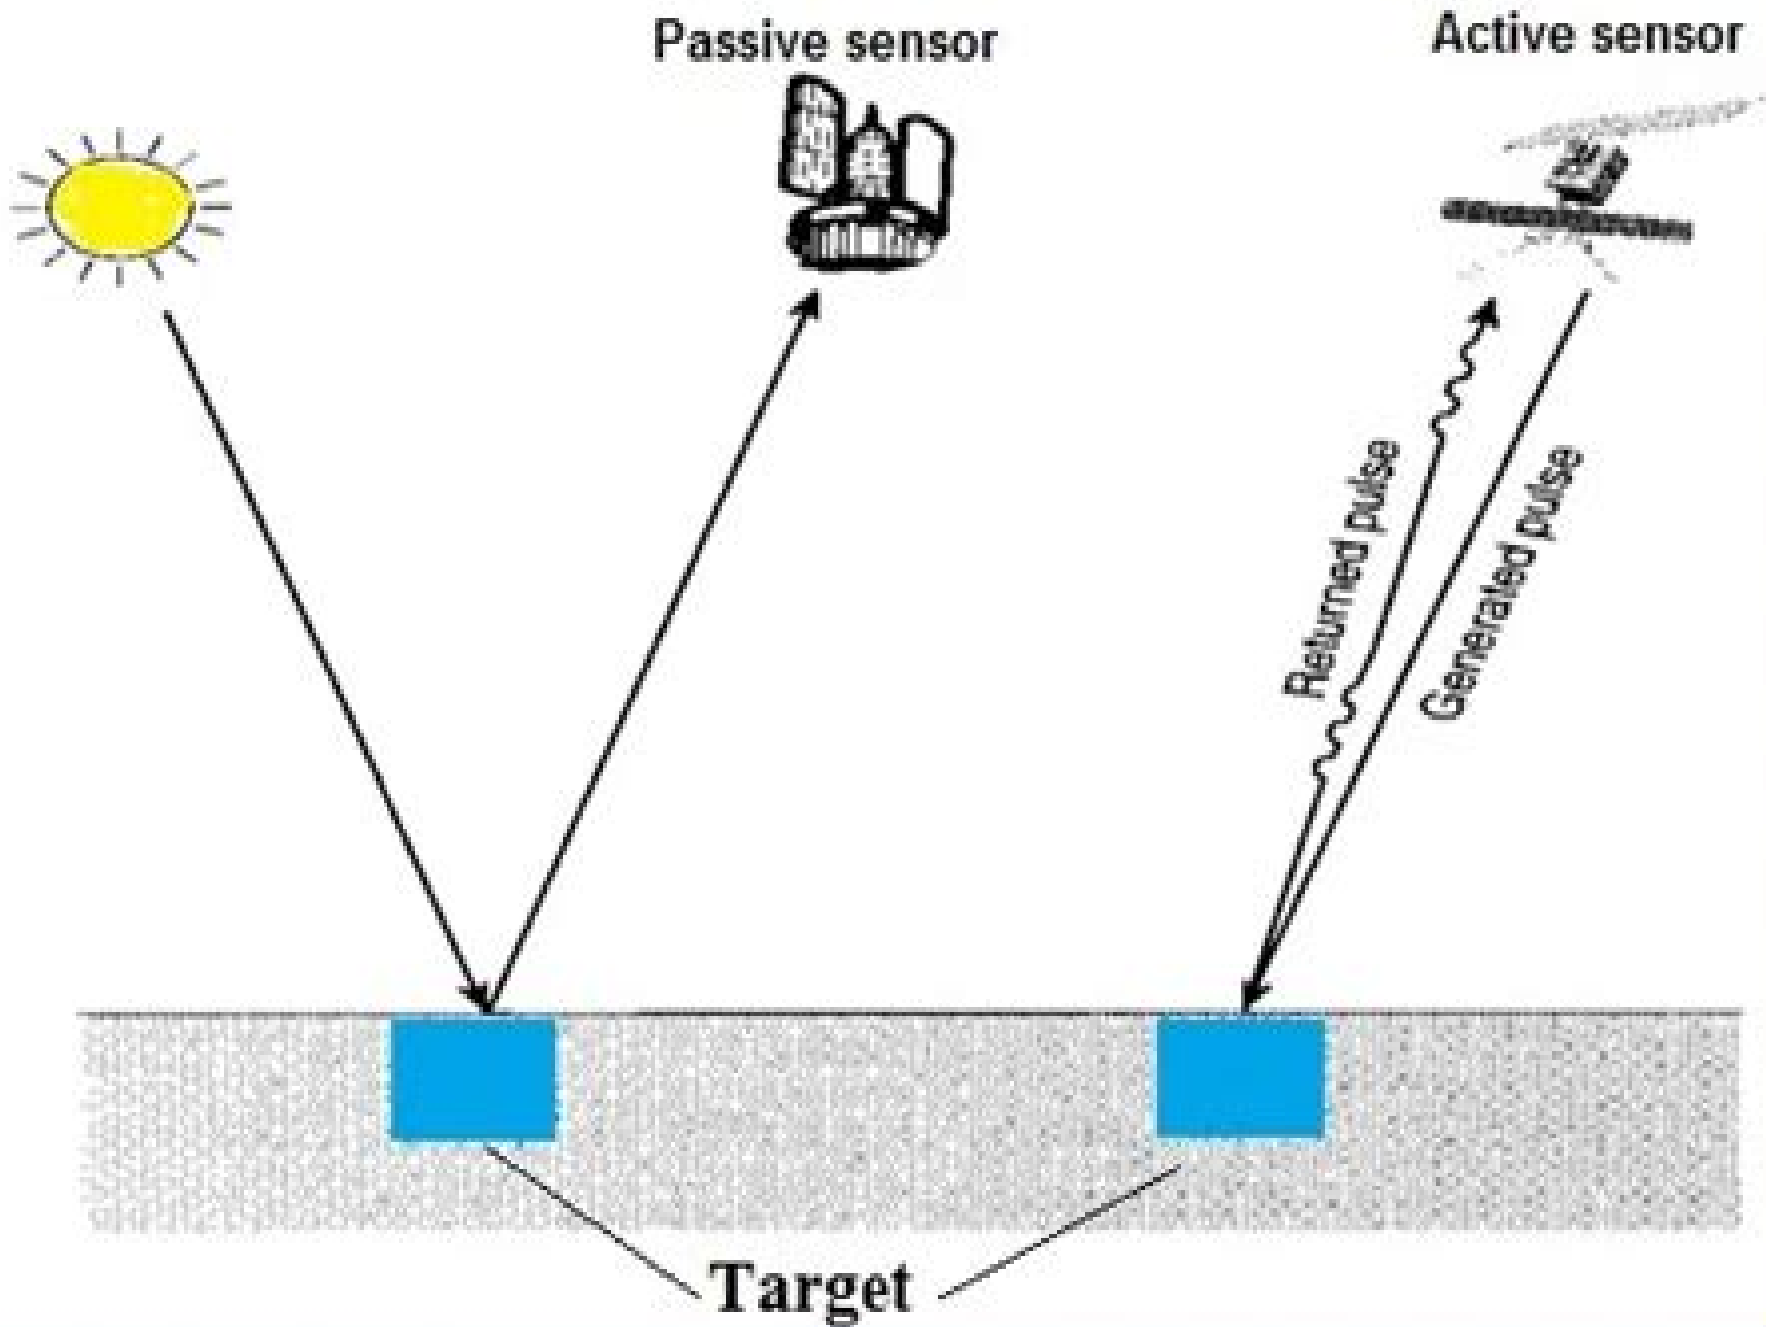 Passive sensor
Active sensor
Returned pulse
Generated pulse
Target